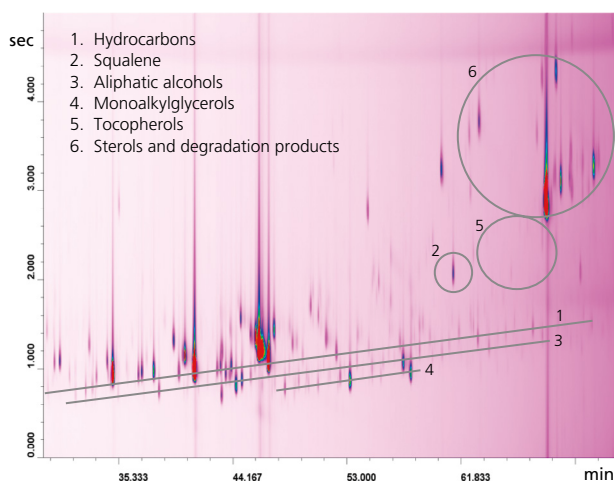 sec
1. Hydrocarbons
2. Squalene
3. Aliphatic alcohols
4. Monoalkylglycerols
5. Tocopherols
6. Sterols and degradation products
6
5
2
1
3
4
4.000
3.000
2.000
1.000
0.000
35.333 44.167 53.000 61.833 min